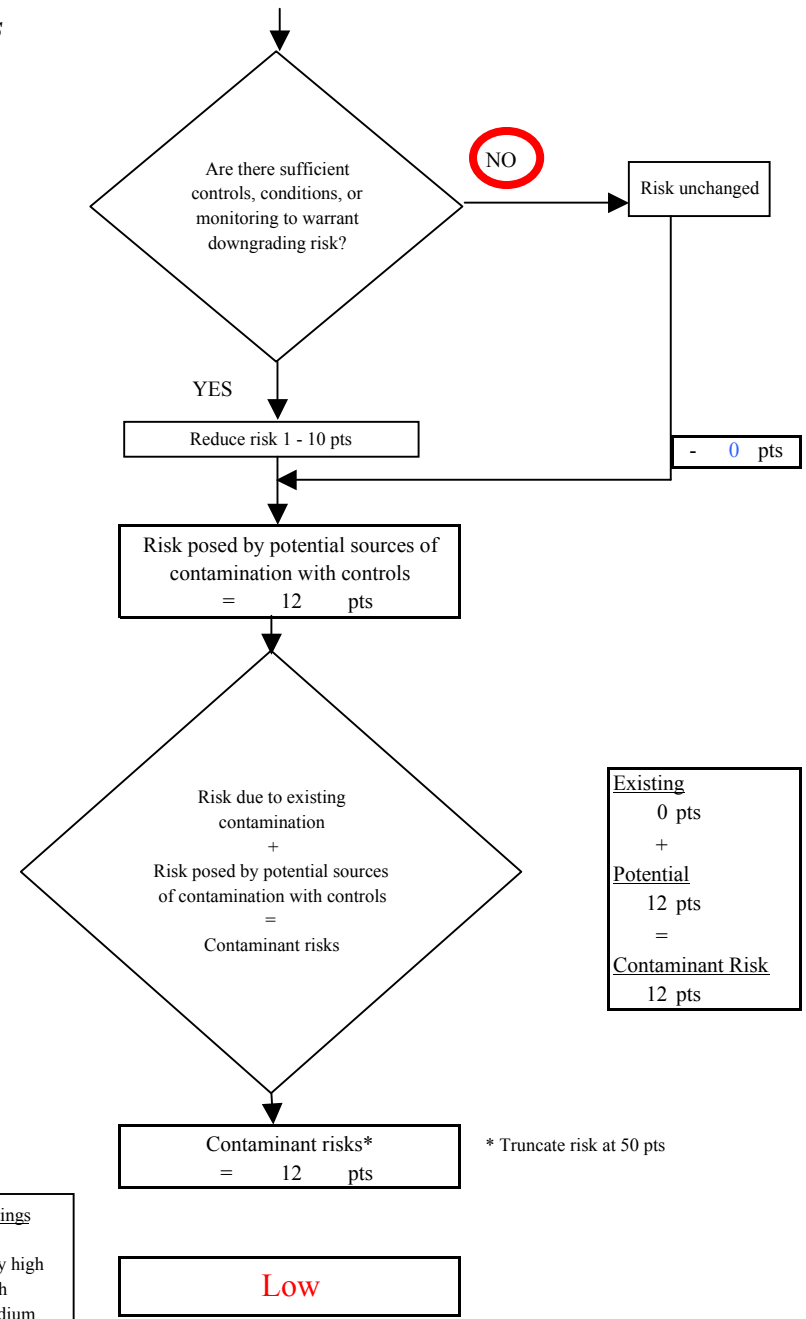 Are there sufficient
controls, conditions, or
monitoring to warrant
downgrading risk?
NO
Risk unchanged
YES
Reduce risk 1 - 10 pts
- 0 pts
Risk posed by potential sources of
contamination with controls
= 12 pts
Risk due to existing
contamination
+
Risk posed by potential sources
of contamination with controls
=
Contaminant risks
Existing
0 pts
+
Potential
12 pts
=
Contaminant Risk
12 pts
Contaminant risks*
= 12 pts
* Truncate risk at 50 pts
Low
high